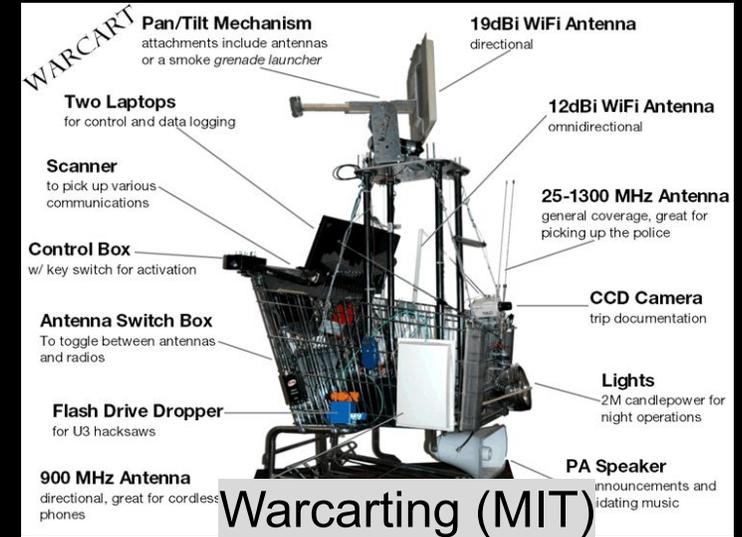 WARCART
Pan/Tilt Mechanism
attachments include antennas
or a smoke grenade launcher
19dBi WiFi Antenna
directional
Two Laptops
for control and data logging
12dBi WiFi Antenna
omnidirectional
Scanner
to pick up various
communications
25-1300 MHz Antenna
general coverage, great for
picking up the police
Control Box
w/ key switch for activation
CCD Camera
trip documentation
Antenna Switch Box
To toggle between antennas
and radios
Lights
2M candlepower for
night operations
Flash Drive Dropper
for U3 hacksaws
PA Speaker
announcements and
idating music
900 MHz Antenna
directional, great for cordless
phones
Warcarting (MIT)